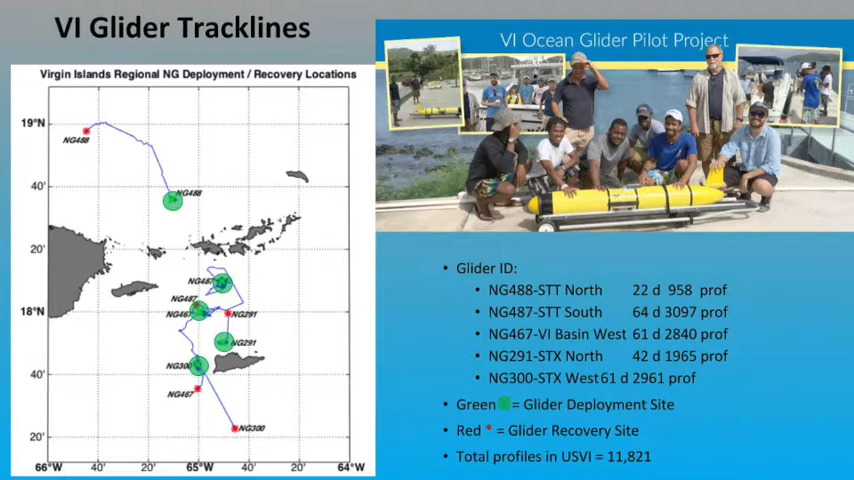 VI Glider Tracklines
Virgin Islands Regional NG Deployment / Recovery Locations
19°N
40'
20'
18°N
40'
20'
66°W
40'
20'
65°W
40'
20'
64°W
NG488
NG488
NG487
NG487
NG467
NG291
NG291
NG300
NG467
NG300
VI Ocean Glider Pilot Project
• Glider ID:
• NG488-STT North 22 d 958 prof
• NG487-STT South 64 d 3097 prof
• NG467-VI Basin West 61 d 2840 prof
• NG291-STX North 42 d 1965 prof
• NG300-STX West 61 d 2961 prof
• Green = Glider Deployment Site
• Red * = Glider Recovery Site
• Total profiles in USVI = 11,821